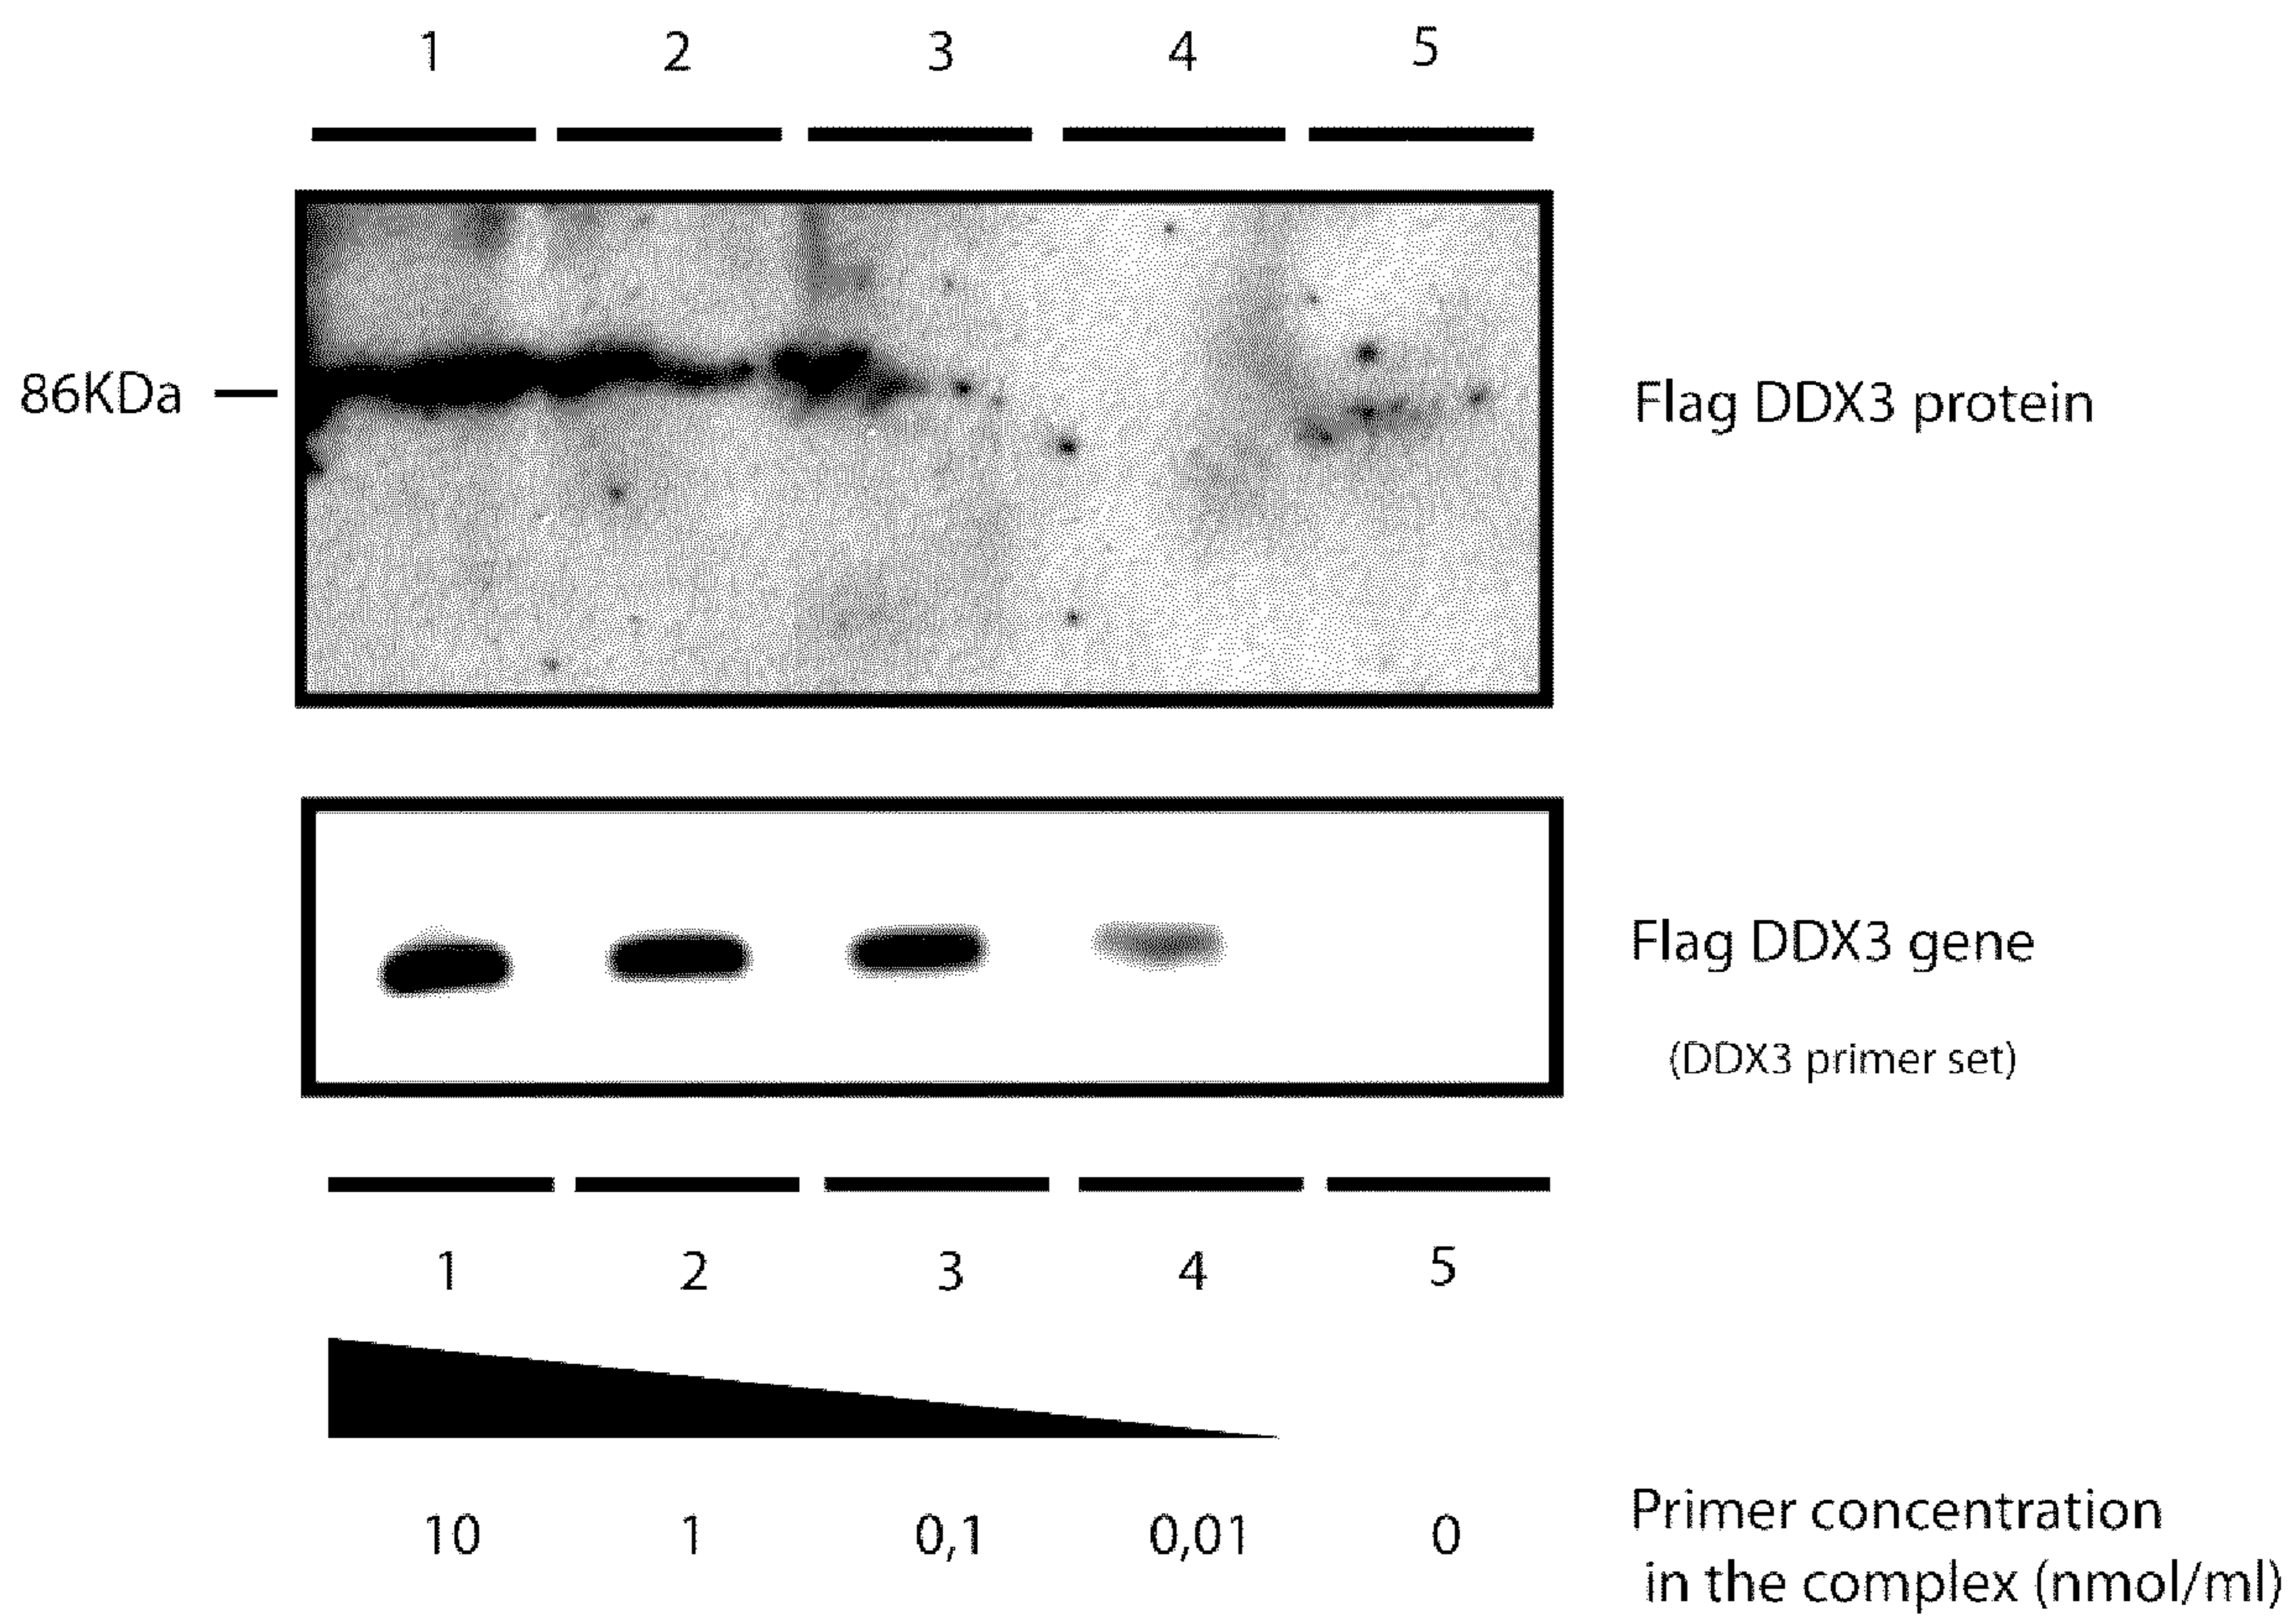 1 2 3 4 5
86KDa
Flag DDX3 protein
Flag DDX3 gene
(DDX3 primer set)
1 2 3 4 5
10 1 0,1 0,01 0
Primer concentration
in the complex (nmol/ml)